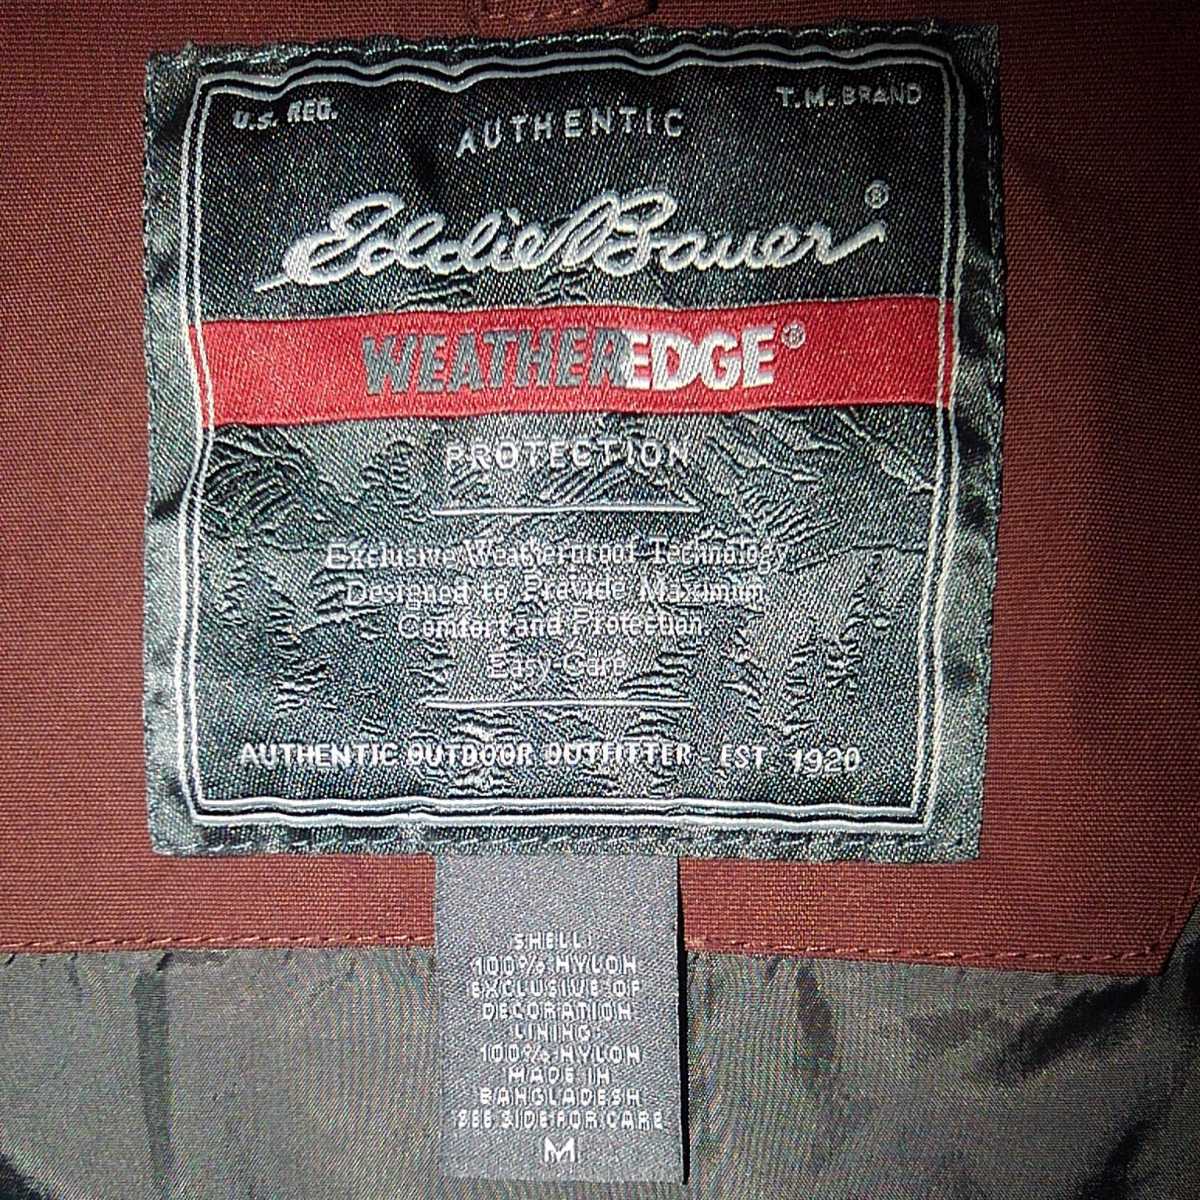 U.S. REG.
T.M. BRAND
AUTHENTIC
Eddie Bauer®
WEATHEREDGE®
PROTECTION
Exclusive Weatherproof Technology
Designed to Provide Maximum
Comfort and Protection
Easy Care
AUTHENTIC OUTDOOR OUTFITTER - EST. 1920
SHELL:
100% NYLON
EXCLUSIVE OF
DECORATION
LINING:
100% NYLON
MADE IN
BANGLADESH
SEE SIDE FOR CARE
M